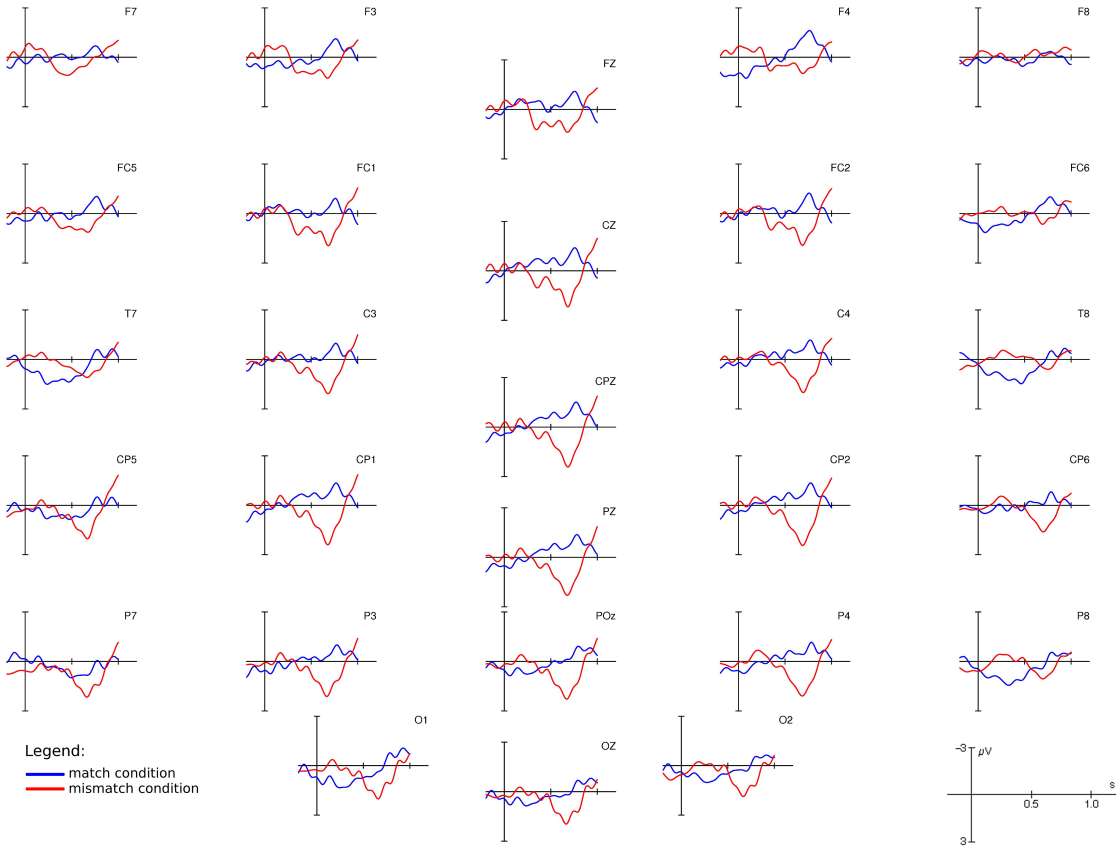 F7
F3
F4
F8
FZ
FC5
FC1
FC2
FC6
CZ
T7
C3
C4
T8
CPZ
CP5
CP1
CP2
CP6
PZ
P7
P3
POz
P4
P8
O1
O2
OZ
Legend:
match condition
mismatch condition
−3
μV
s
0.5 1.0
3